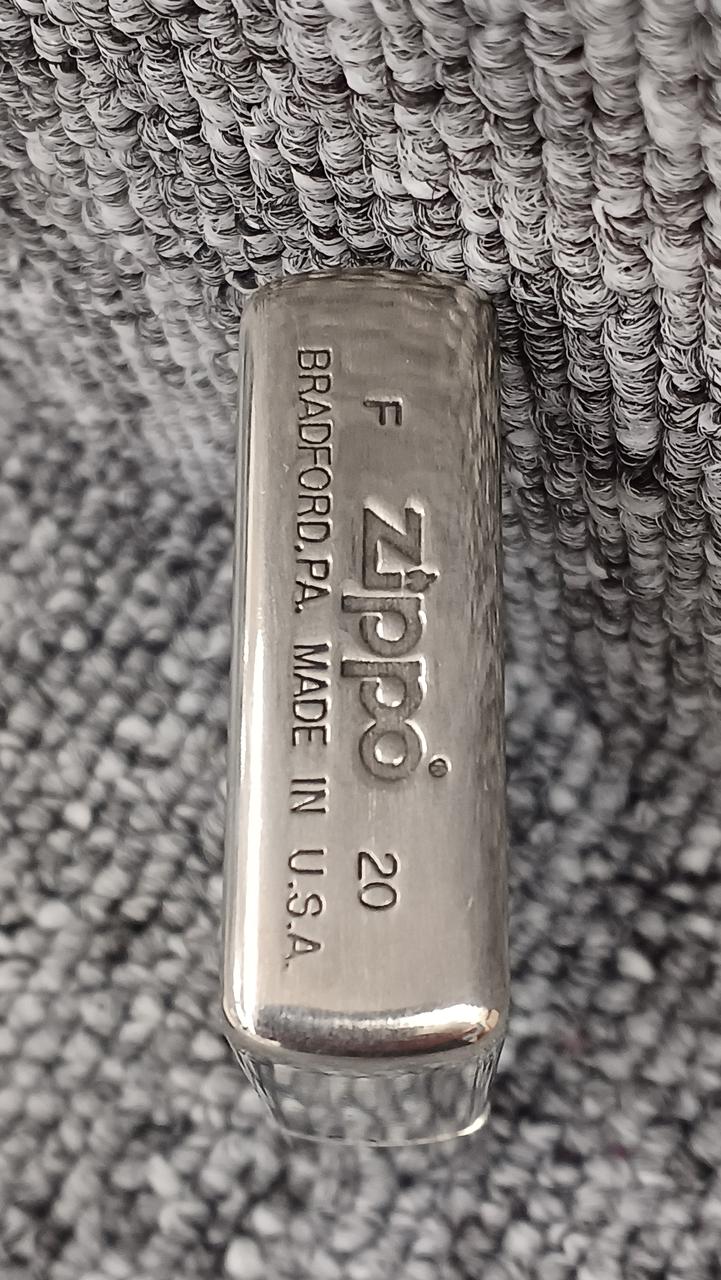 F Zippo® 20
BRADFORD, PA. MADE IN U.S.A.